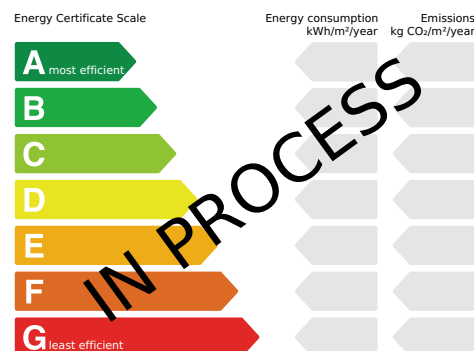 Energy Certificate Scale
Energy consumption
kWh/m²/year
Emissions
kg CO₂/m²/year
A most efficient
B
C
D
E
F
G least efficient
IN PROCESS